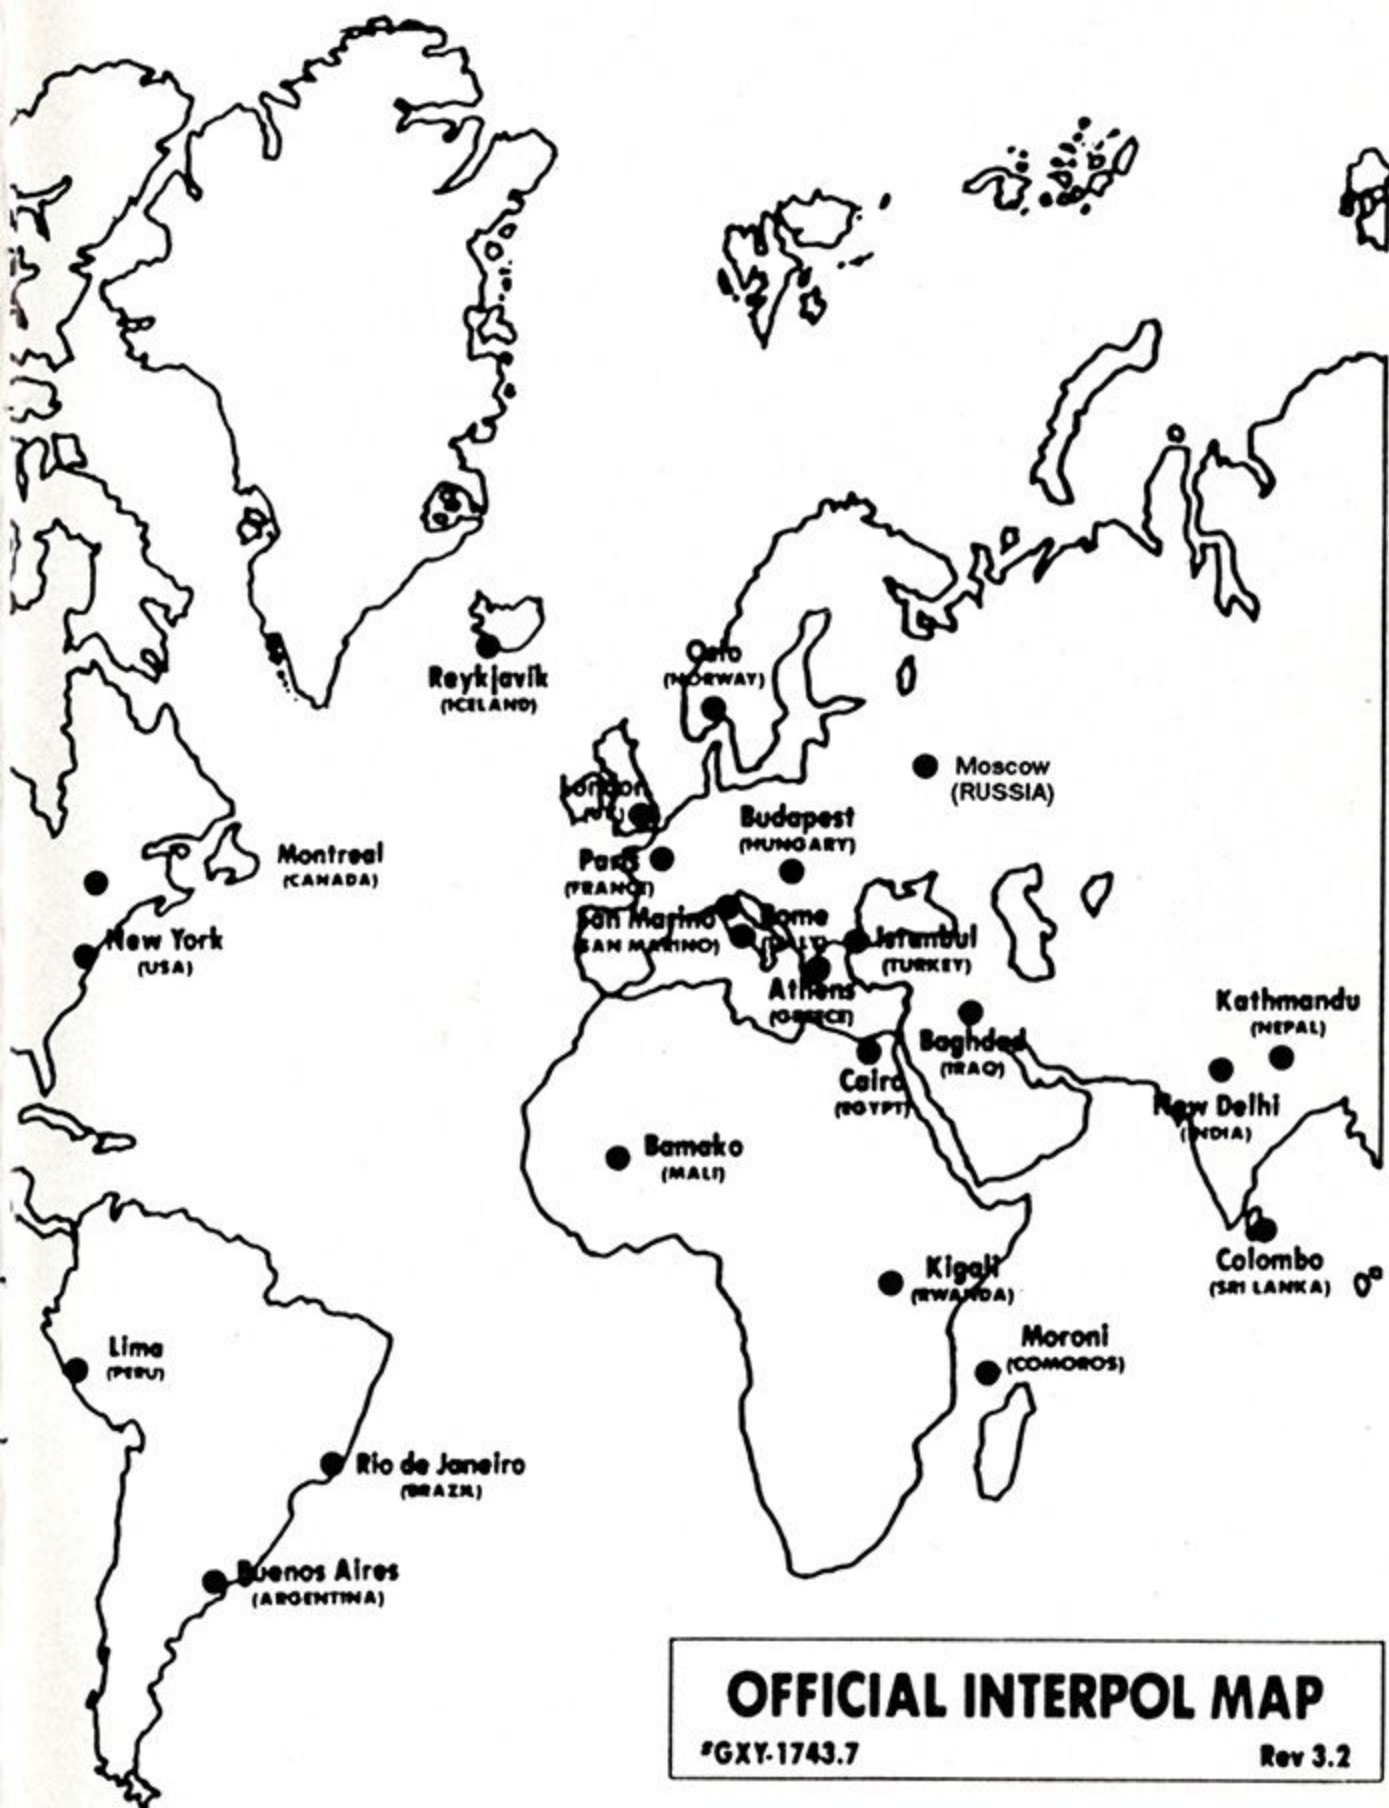 Oslo
(NORWAY)
Reykjavik
(ICELAND)
Moscow
(RUSSIA)
London
Budapest
(HUNGARY)
Montreal
(CANADA)
Paris
(FRANCE)
San Marino
(SAN MARINO)
Rome
(ITALY)
Istanbul
(TURKEY)
New York
(USA)
Athens
(GREECE)
Kathmandu
(NEPAL)
Baghdad
(IRAQ)
Cairo
(EGYPT)
New Delhi
(INDIA)
Bamako
(MALI)
Colombo
(SRI LANKA)
Kigali
(RWANDA)
Moroni
(COMOROS)
Lima
(PERU)
Rio de Janeiro
(BRAZIL)
Buenos Aires
(ARGENTINA)
OFFICIAL INTERPOL MAP
#GXY-1743.7
Rev 3.2